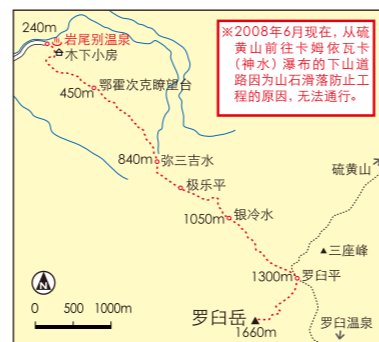 240m
岩尾别温泉
木下小房
鄂霍次克瞭望台
450m
※2008年6月现在，从硫
黄山前往卡姆依瓦卡
（神水）瀑布的下山道
路因为山石滑落防止工
程的原因，无法通行。
840m
弥三吉水
极乐平
硫黄山
1050m
银冷水
三座峰
1300m
罗臼平
N
罗臼岳
1660m
罗臼温泉
0 500 1000m